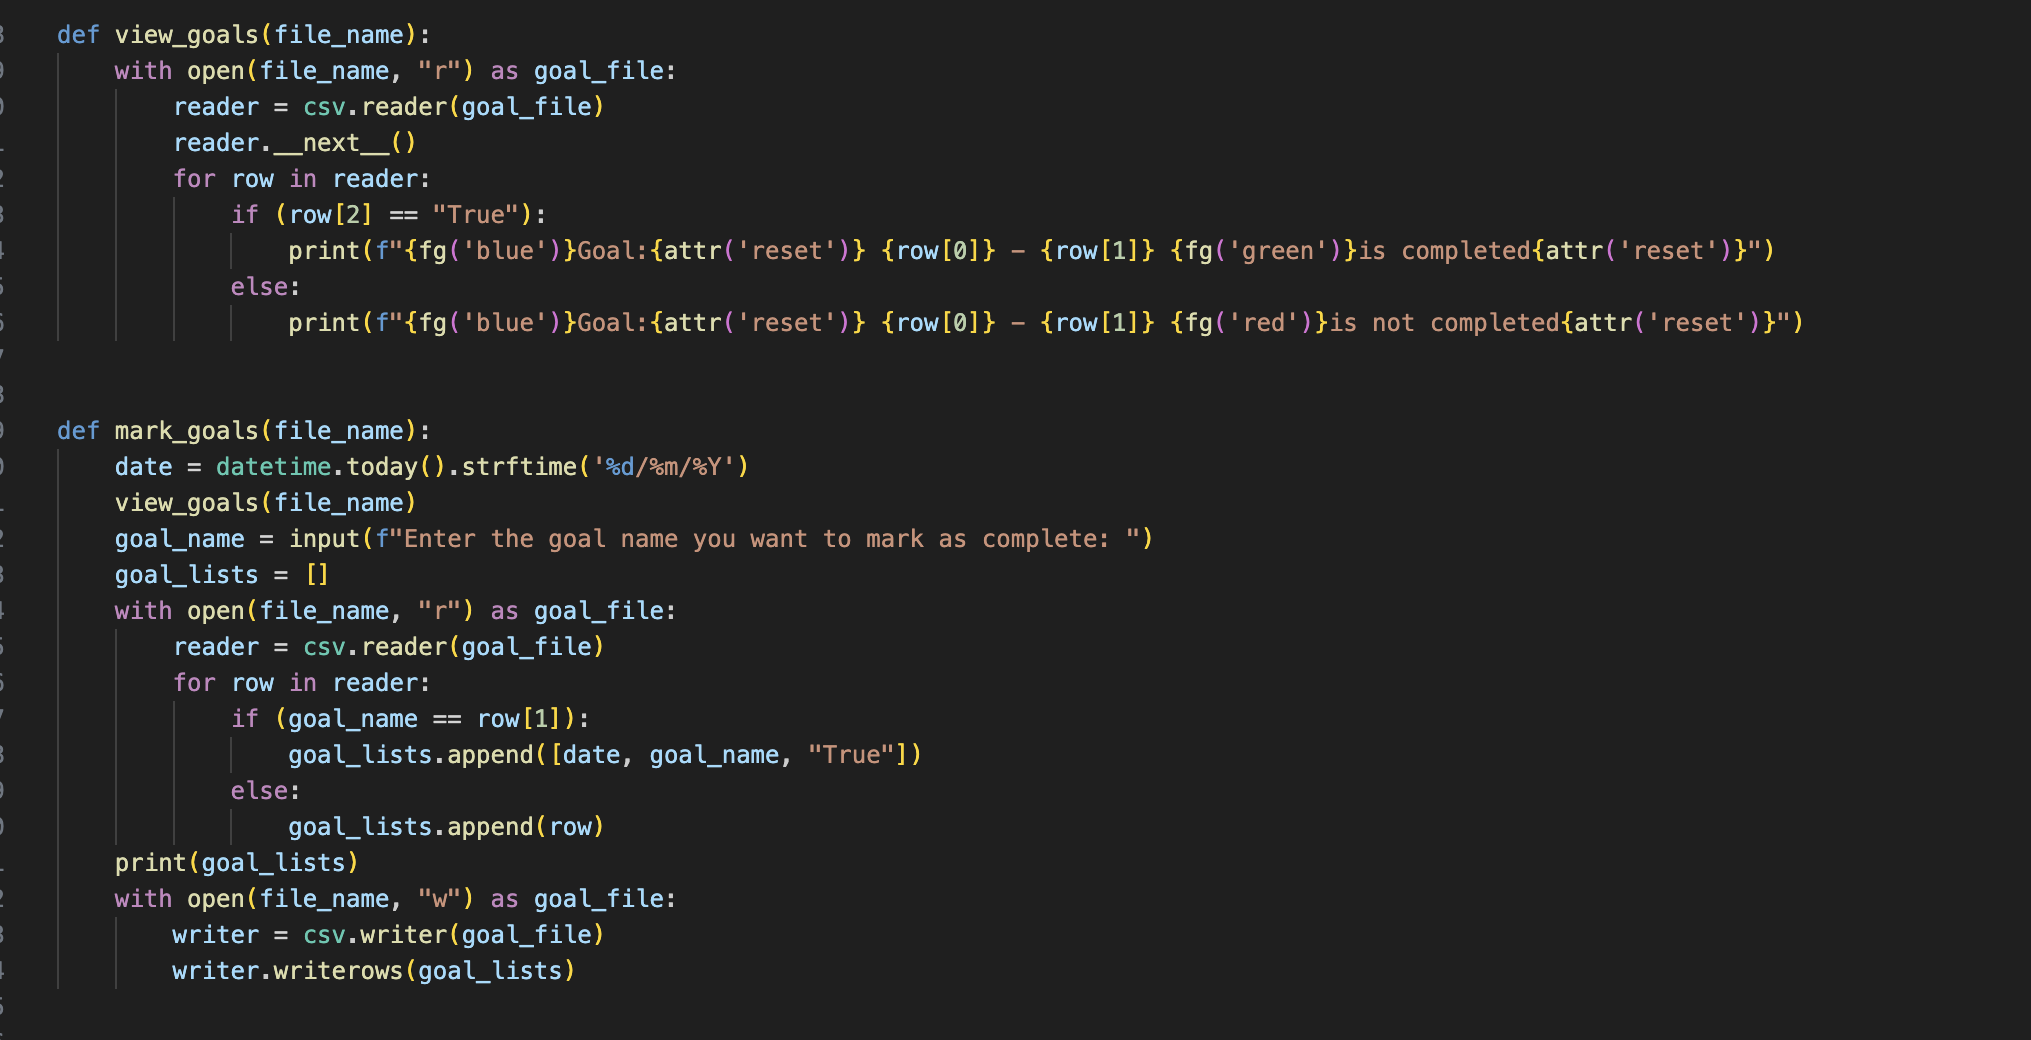 def view_goals(file_name):
    with open(file_name, "r") as goal_file:
        reader = csv.reader(goal_file)
        reader.__next__()
        for row in reader:
            if (row[2] == "True"):
                print(f"{fg('blue')}Goal:{attr('reset')} {row[0]} - {row[1]} {fg('green')}is completed{attr('reset')}")
            else:
                print(f"{fg('blue')}Goal:{attr('reset')} {row[0]} - {row[1]} {fg('red')}is not completed{attr('reset')}")
def mark_goals(file_name):
    date = datetime.today().strftime('%d/%m/%Y')
    view_goals(file_name)
    goal_name = input(f"Enter the goal name you want to mark as complete: ")
    goal_lists = []
    with open(file_name, "r") as goal_file:
        reader = csv.reader(goal_file)
        for row in reader:
            if (goal_name == row[1]):
                goal_lists.append([date, goal_name, "True"])
            else:
                goal_lists.append(row)
    print(goal_lists)
    with open(file_name, "w") as goal_file:
        writer = csv.writer(goal_file)
        writer.writerows(goal_lists)